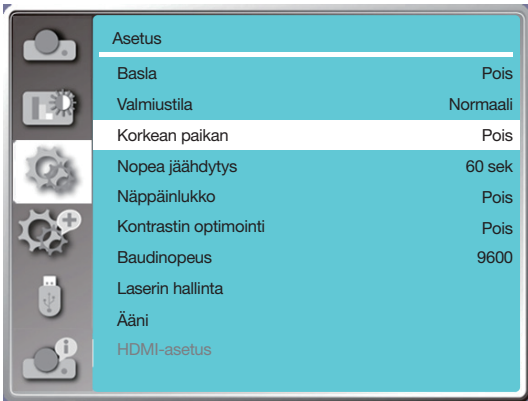 Asetus
Basla Pois
Valmiustila Normaali
Korkean paikan Pois
Nopea jäähdytys 60 sek
Näppäinlukko Pois
Kontrastin optimointi Pois
Baudinopeus 9600
Laserin hallinta
Ääni
HDMI-asetus